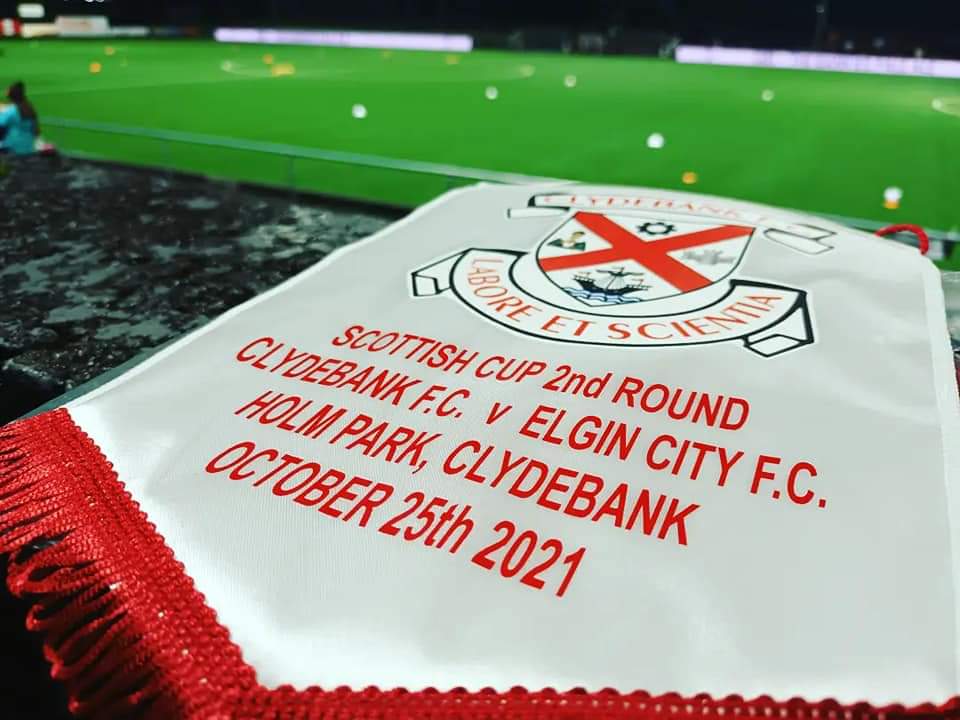 CLYDEBANK F.C.
LABORE ET SCIENTIA
SCOTTISH CUP 2nd ROUND
CLYDEBANK F.C. v ELGIN CITY F.C.
HOLM PARK, CLYDEBANK
OCTOBER 25th 2021